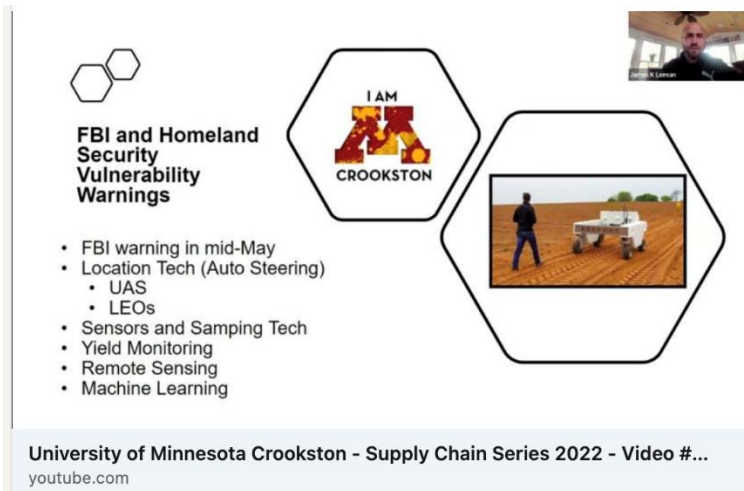 James K Leiman
I AM
CROOKSTON
FBI and Homeland
Security
Vulnerability
Warnings
• FBI warning in mid-May
• Location Tech (Auto Steering)
• UAS
• LEOs
• Sensors and Samping Tech
• Yield Monitoring
• Remote Sensing
• Machine Learning
University of Minnesota Crookston - Supply Chain Series 2022 - Video #...
youtube.com